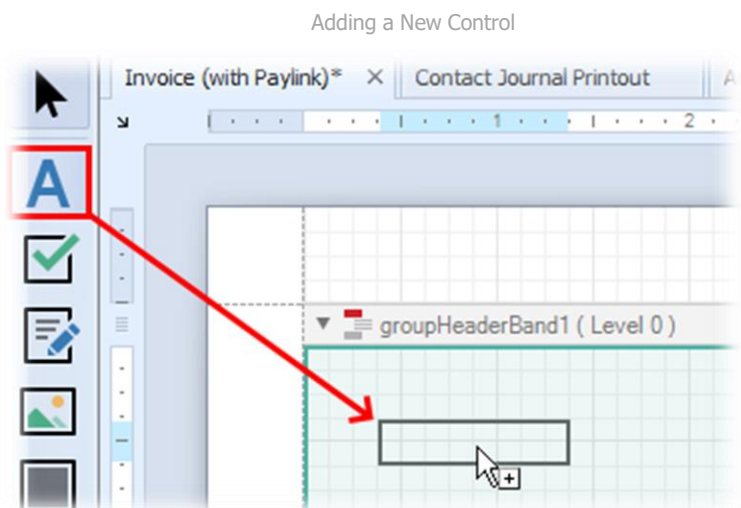 Adding a New Control
Invoice (with Paylink)* × Contact Journal Printout A
1 2
A
groupHeaderBand1 ( Level 0 )